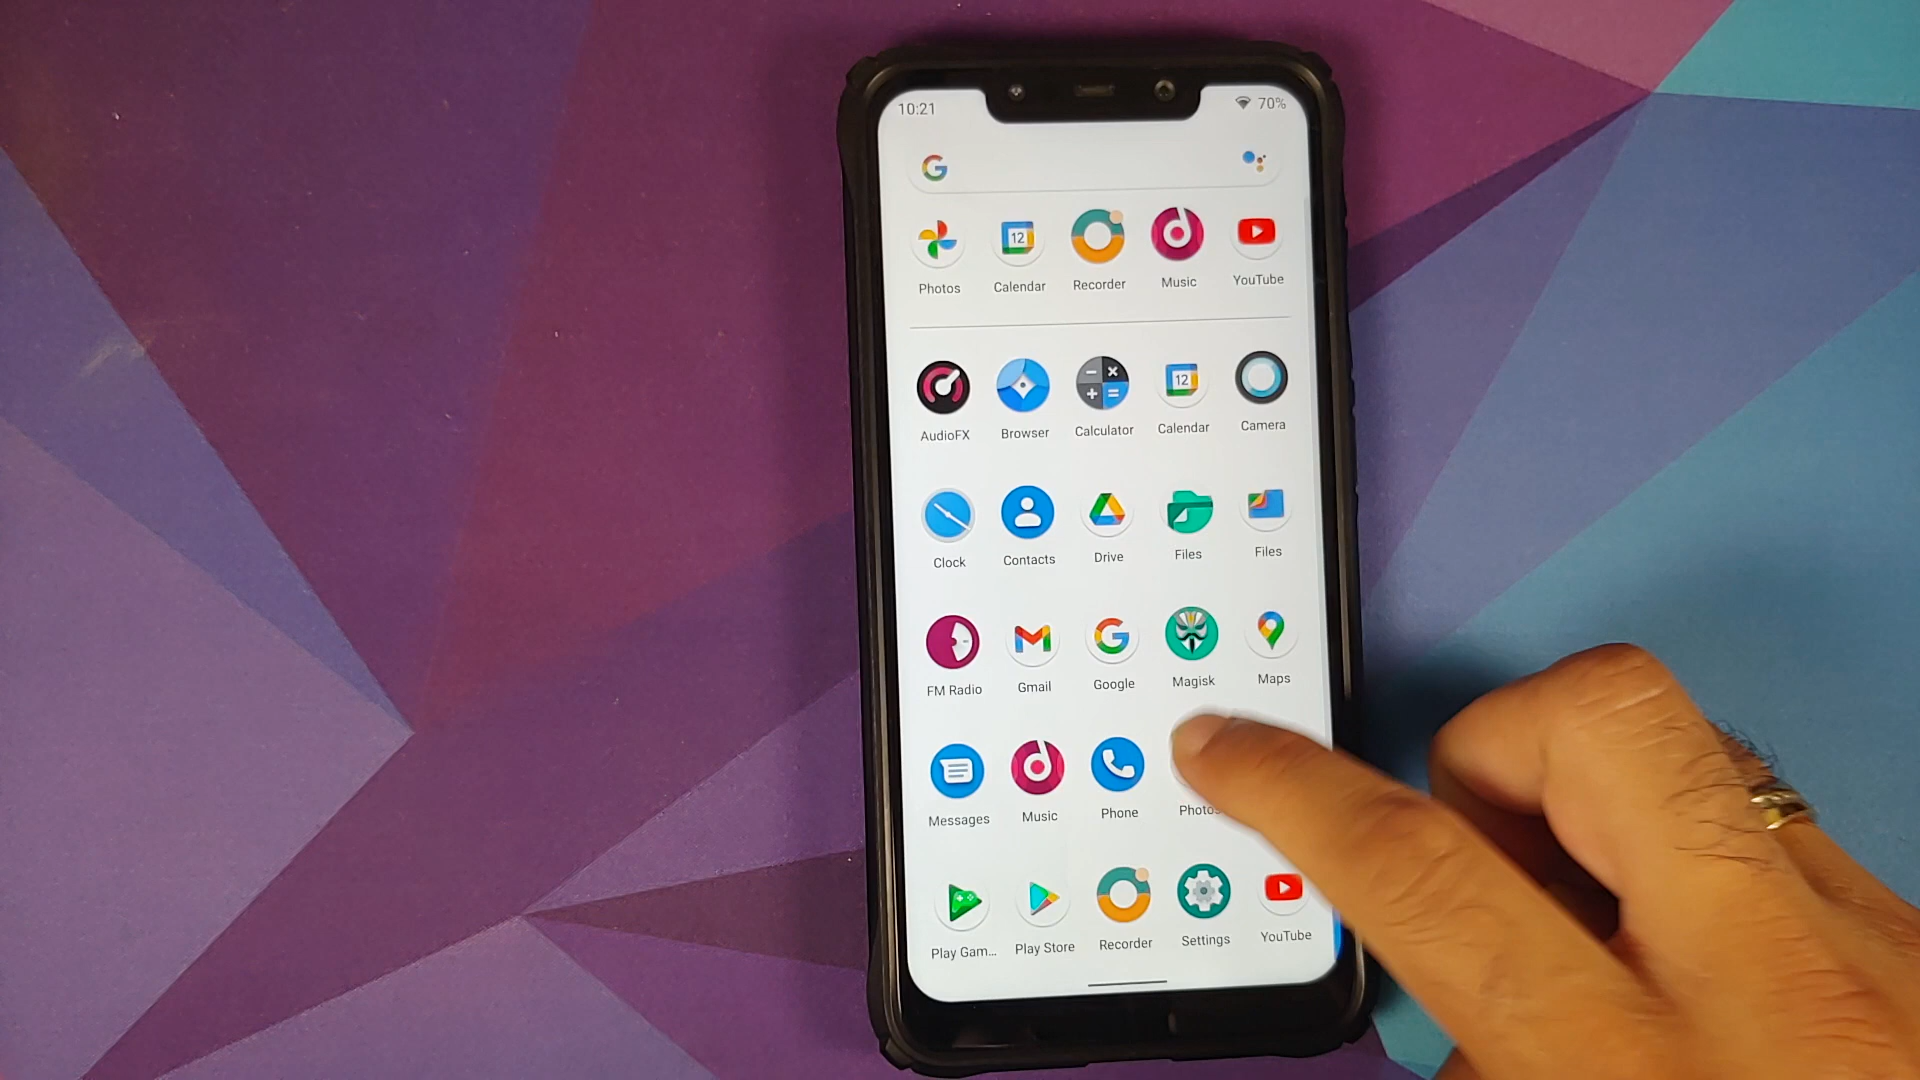 10:21 70%
Photos Calendar Recorder Music YouTube
12
AudioFX Browser Calculator Calendar Camera
12
Clock Contacts Drive Files Files
FM Radio Gmail Google Magisk Maps
Messages Music Phone Photos
Play Gam... Play Store Recorder Settings YouTube